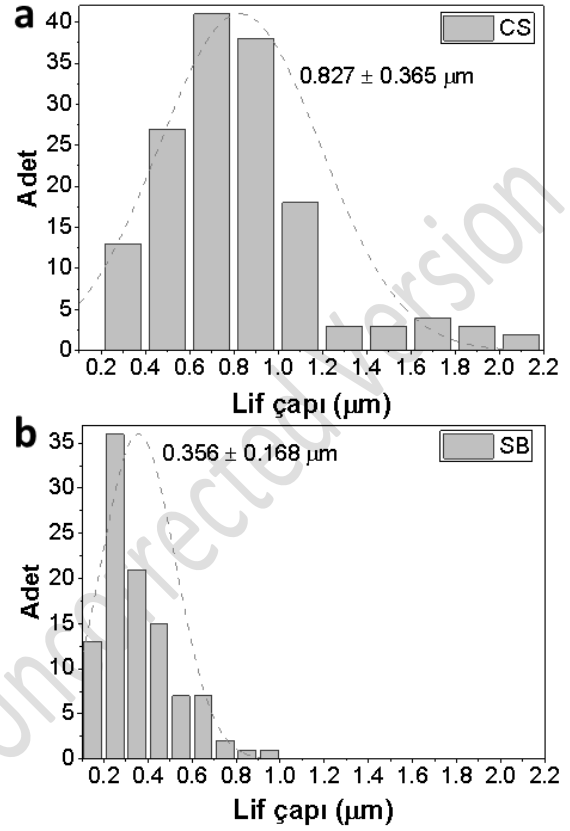 a
CS
0.827 ± 0.365 µm
Adet
40
35
30
25
20
15
10
5
0
0.2 0.4 0.6 0.8 1.0 1.2 1.4 1.6 1.8 2.0 2.2
Lif çapı (µm)
b
SB
0.356 ± 0.168 µm
Adet
35
30
25
20
15
10
5
0
0.2 0.4 0.6 0.8 1.0 1.2 1.4 1.6 1.8 2.0 2.2
Lif çapı (µm)
Uncorrected Version